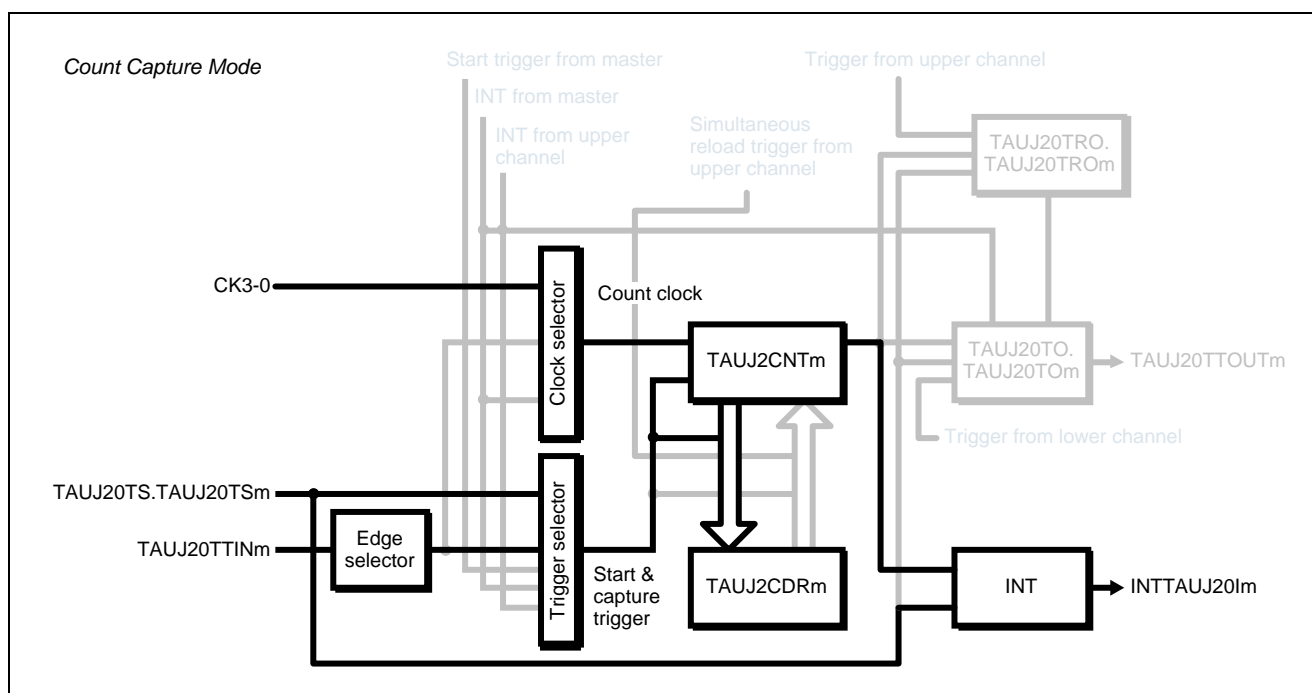 Count Capture Mode
Start trigger from master
INT from master
INT from upper
channel
Simultaneous
reload trigger from
upper channel
Trigger from upper channel
TAUJ20TRO.
TAUJ20TROm
CK3-0
Clock selector
Count clock
TAUJ2CNTm
TAUJ20TO.
TAUJ20TOm
TAUJ20TTOUTm
Trigger from lower channel
TAUJ20TS.TAUJ20TSm
TAUJ20TTINm
Edge
selector
Trigger selector
Start &
capture
trigger
TAUJ2CDRm
INT
INTTAUJ20Im